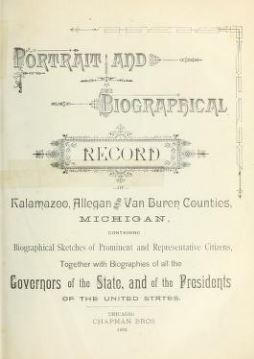 PORTRAIT AND
BIOGRAPHICAL
RECORD
OF
Kalamazoo, Allegan and Van Buren Counties,
MICHIGAN,
CONTAINING
Biographical Sketches of Prominent and Representative Citizens,
Together with Biographies of all the
Governors of the State, and of the Presidents
OF THE UNITED STATES.
CHICAGO:
CHAPMAN BROS.